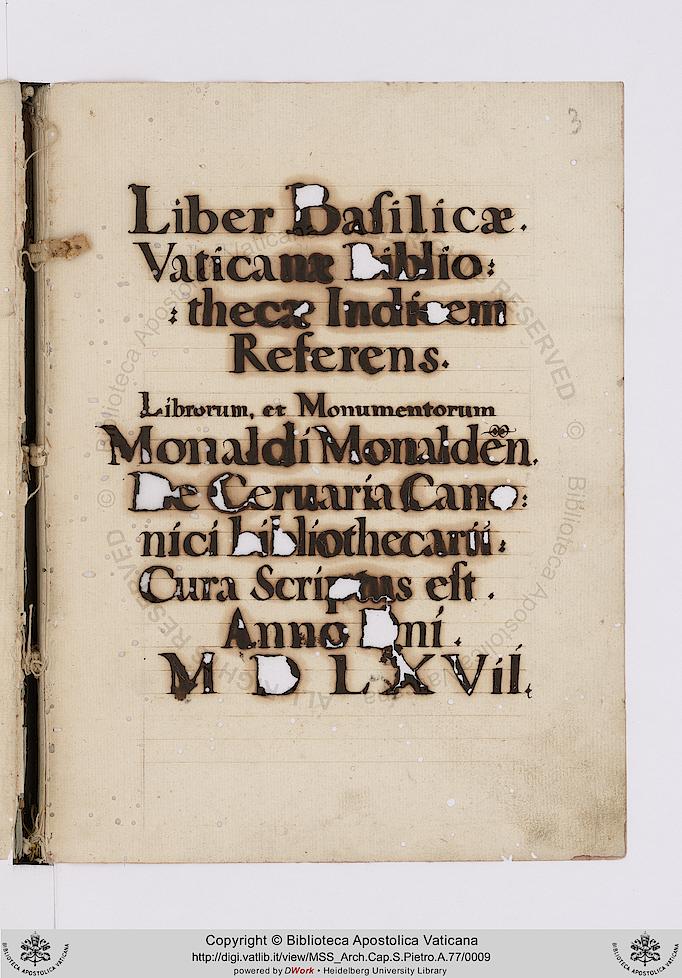 3
Liber Basilicæ.
Vaticanæ Biblio:
: thecæ Indicem
Referens.
Librorum, et Monumentorum
Monaldi Monaldēn.
De Ceruaria Cano:
nici bibliothecarii:
Cura Scriptus eſt .
Anno Dni .
M D LXVII.
Copyright © Biblioteca Apostolica Vaticana
http://digi.vatlib.it/view/MSS_Arch.Cap.S.Pietro.A.77/0009
powered by DWork • Heidelberg University Library